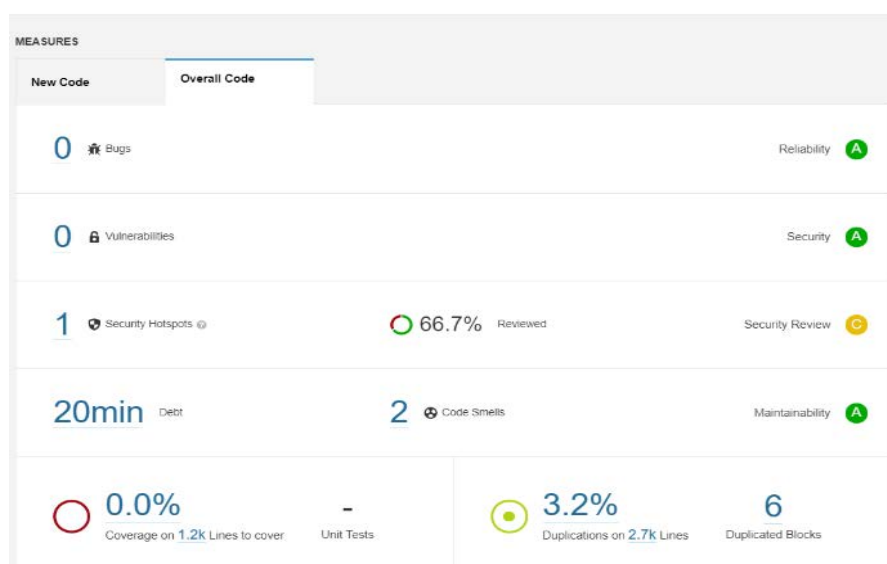 MEASURES
New Code
Overall Code
0 Bugs
Reliability A
0 Vulnerabilities
Security A
1 Security Hotspots ?
66.7% Reviewed
Security Review C
20min Debt
2 Code Smells
Maintainability A
0.0%
Coverage on 1.2k Lines to cover
-
Unit Tests
3.2%
Duplications on 2.7k Lines
6
Duplicated Blocks